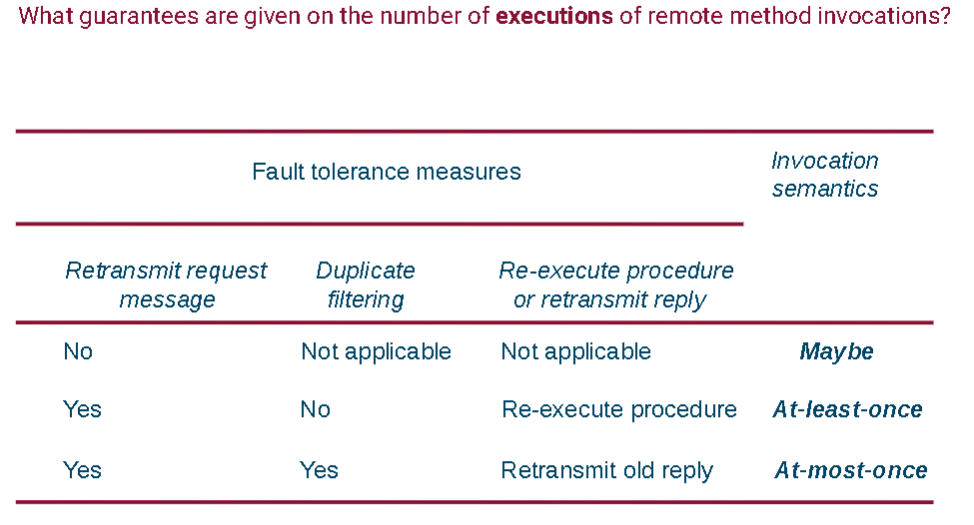 What guarantees are given on the number of executions of remote method invocations?
Fault tolerance measures
Invocation
semantics
Retransmit request
message
Duplicate
filtering
Re-execute procedure
or retransmit reply
No Not applicable Not applicable Maybe
Yes No Re-execute procedure At-least-once
Yes Yes Retransmit old reply At-most-once